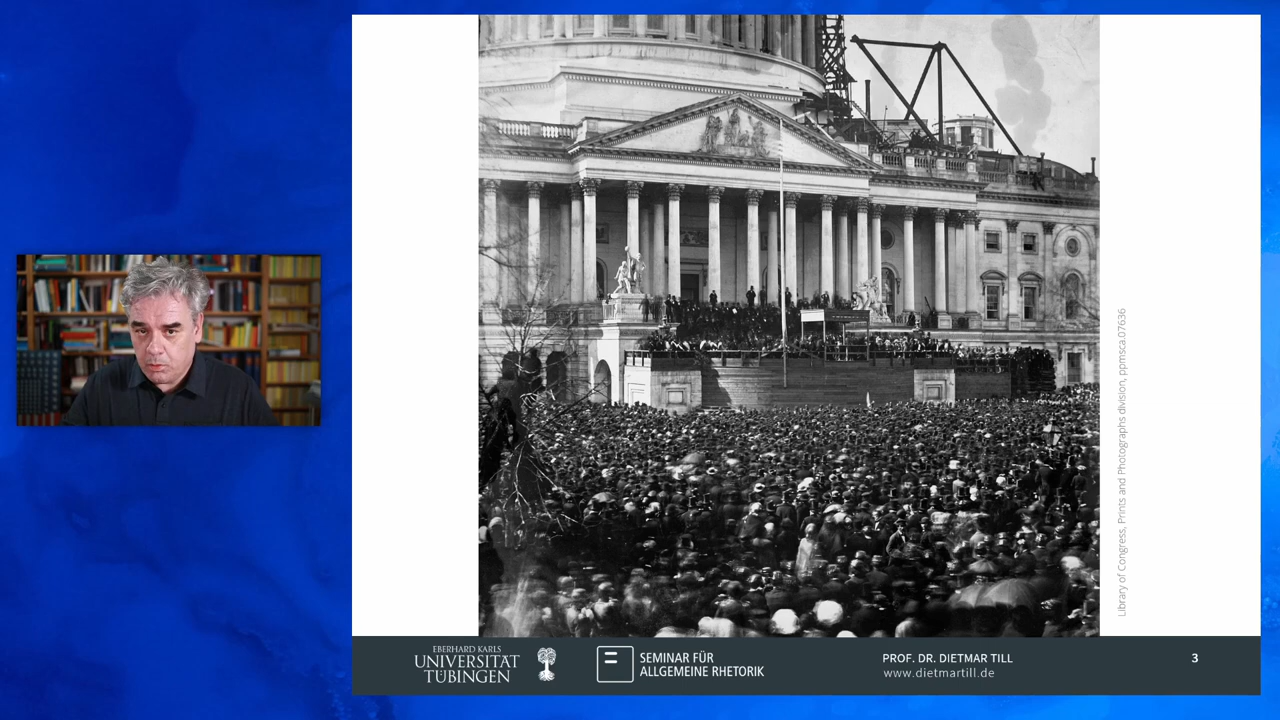 Library of Congress, Prints and Photographs division, ppmsca.07636
EBERHARD KARLS
UNIVERSITÄT
TÜBINGEN
SEMINAR FÜR
ALLGEMEINE RHETORIK
PROF. DR. DIETMAR TILL
www.dietmartill.de
3